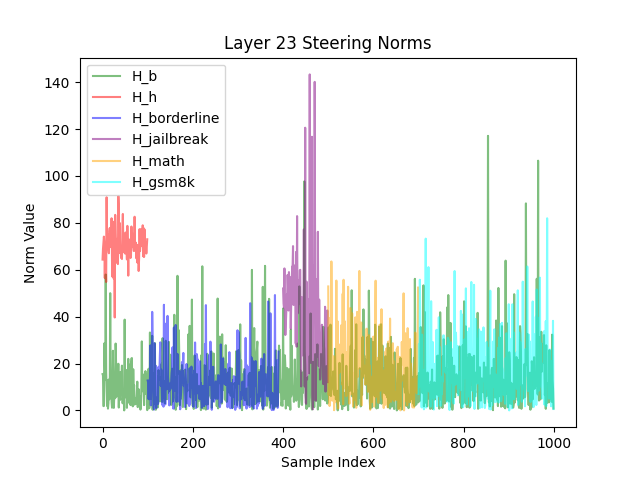 Layer 23 Steering Norms
H_b
H_h
H_borderline
H_jailbreak
H_math
H_gsm8k
140
120
100
80
60
40
20
0
Norm Value
0
200
400
600
800
1000
Sample Index